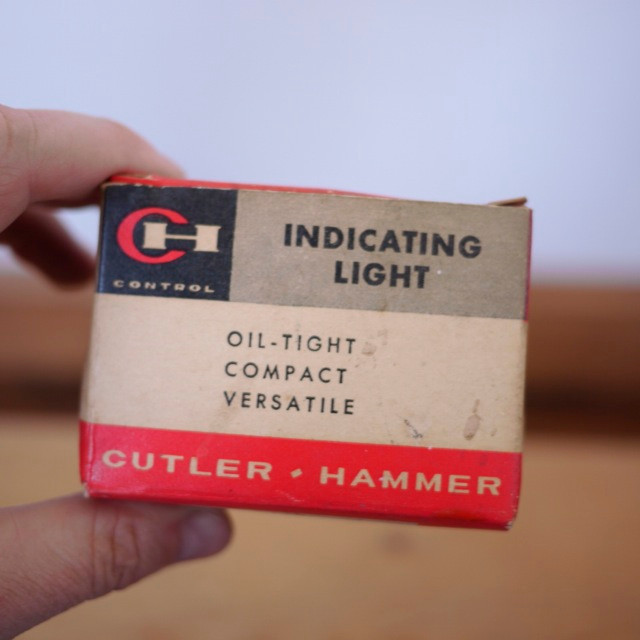 CH
CONTROL
INDICATING
LIGHT
OIL-TIGHT
COMPACT
VERSATILE
CUTLER • HAMMER